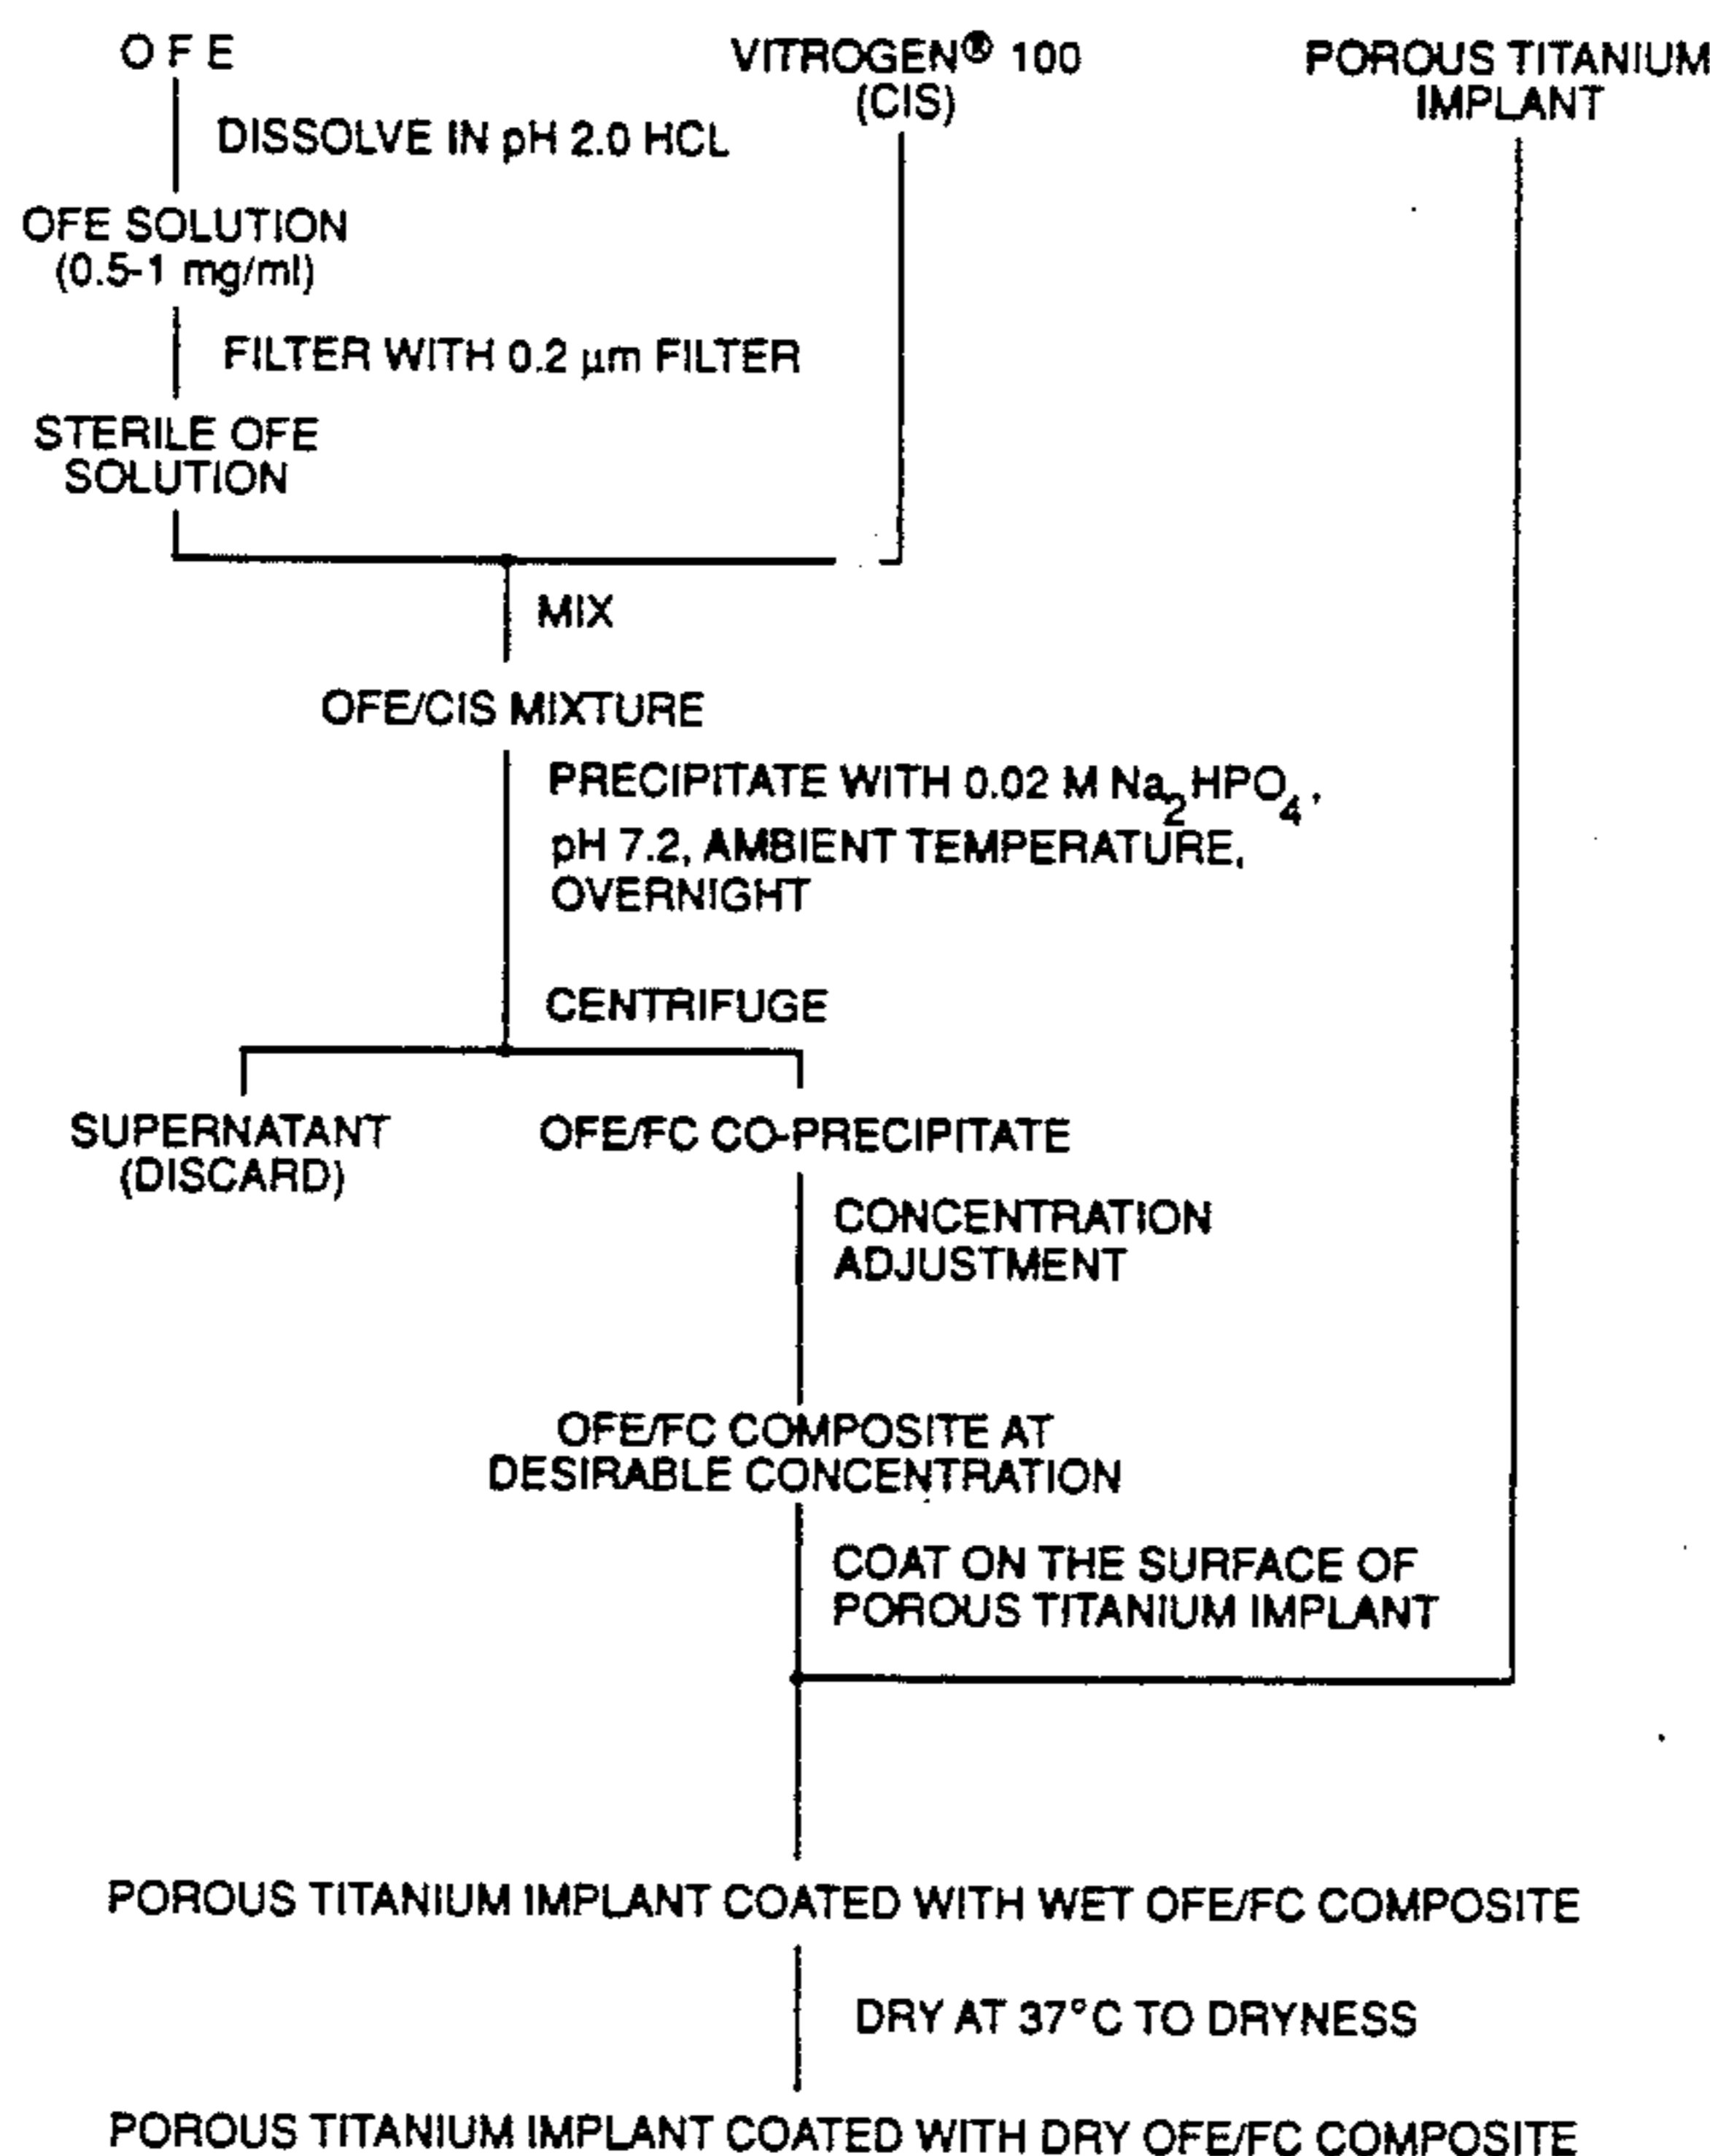 O F E
VITROGEN® 100
(CIS)
POROUS TITANIUM
IMPLANT
DISSOLVE IN pH 2.0 HCL
OFE SOLUTION
(0.5-1 mg/ml)
FILTER WITH 0.2 μm FILTER
STERILE OFE
SOLUTION
MIX
OFE/CIS MIXTURE
PRECIPITATE WITH 0.02 M Na₂HPO₄,
pH 7.2, AMBIENT TEMPERATURE,
OVERNIGHT
CENTRIFUGE
SUPERNATANT
(DISCARD)
OFE/FC CO-PRECIPITATE
CONCENTRATION
ADJUSTMENT
OFE/FC COMPOSITE AT
DESIRABLE CONCENTRATION
COAT ON THE SURFACE OF
POROUS TITANIUM IMPLANT
POROUS TITANIUM IMPLANT COATED WITH WET OFE/FC COMPOSITE
DRY AT 37°C TO DRYNESS
POROUS TITANIUM IMPLANT COATED WITH DRY OFE/FC COMPOSITE